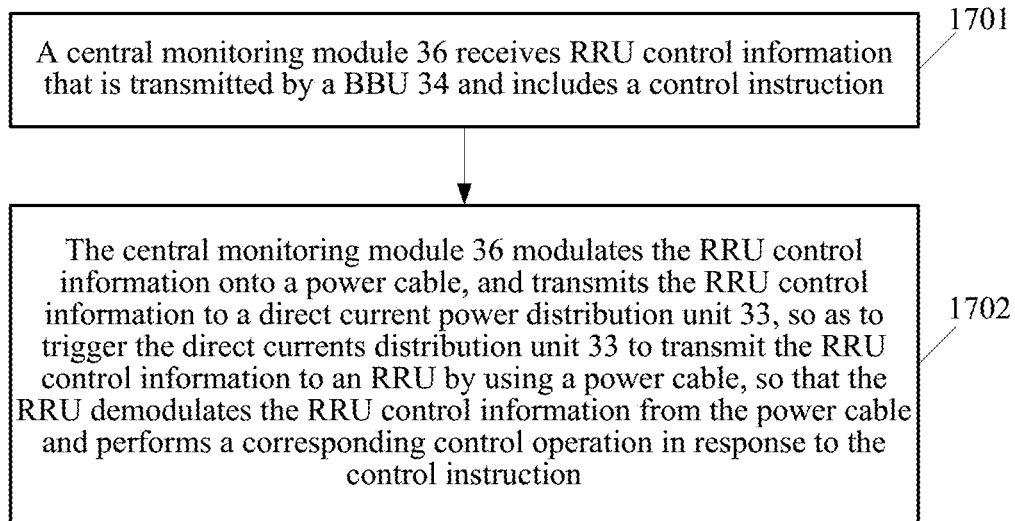 1701
A central monitoring module 36 receives RRU control information
that is transmitted by a BBU 34 and includes a control instruction
The central monitoring module 36 modulates the RRU control
information onto a power cable, and transmits the RRU control
information to a direct current power distribution unit 33, so as to
trigger the direct currents distribution unit 33 to transmit the RRU
control information to an RRU by using a power cable, so that the
RRU demodulates the RRU control information from the power cable
and performs a corresponding control operation in response to the
control instruction
1702